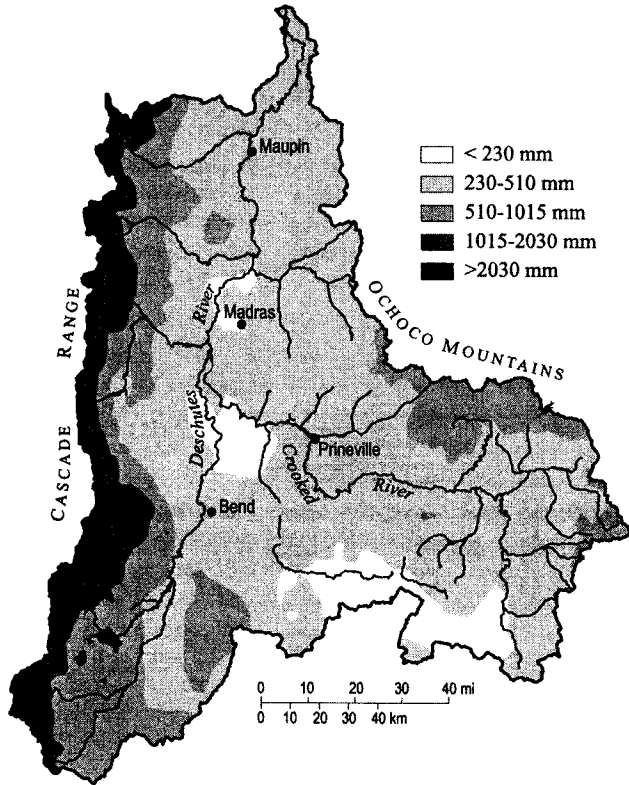 Maupin
< 230 mm
230-510 mm
510-1015 mm
1015-2030 mm
>2030 mm
OCHOCO MOUNTAINS
CASCADE RANGE
River
Madras
Deschutes
Prineville
Crooked
River
Bend
0 10 20 30 40 mi
0 10 20 30 40 km